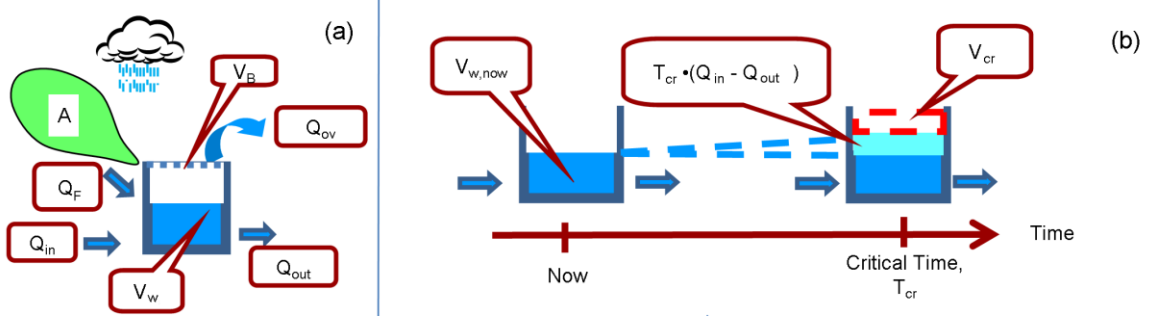 (a)
V_B
A
Q_ov
Q_F
Q_in
Q_out
V_w
(b)
V_w,now
T_cr •(Q_in - Q_out )
V_cr
Time
Now
Critical Time,
T_cr